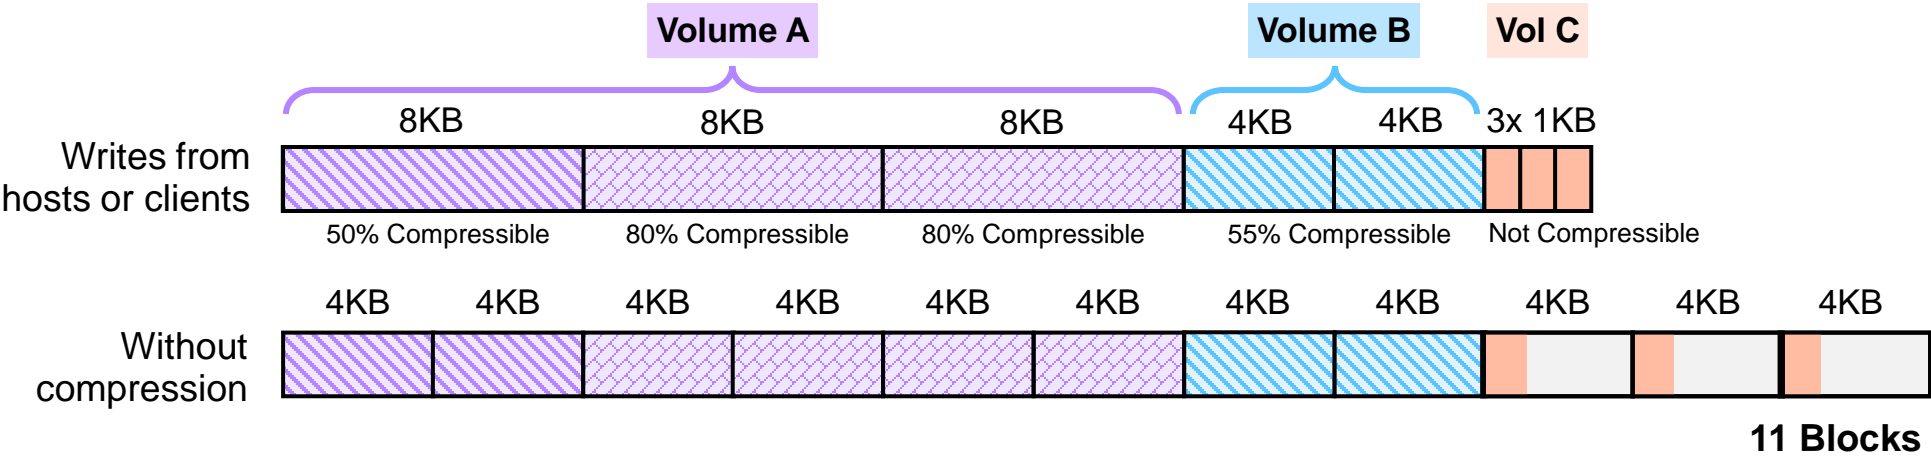 Volume A
Volume B
Vol C
8KB
8KB
8KB
4KB
4KB
3x 1KB
Writes from
hosts or clients
50% Compressible
80% Compressible
80% Compressible
55% Compressible
Not Compressible
4KB
4KB
4KB
4KB
4KB
4KB
4KB
4KB
4KB
4KB
4KB
Without
compression
11 Blocks